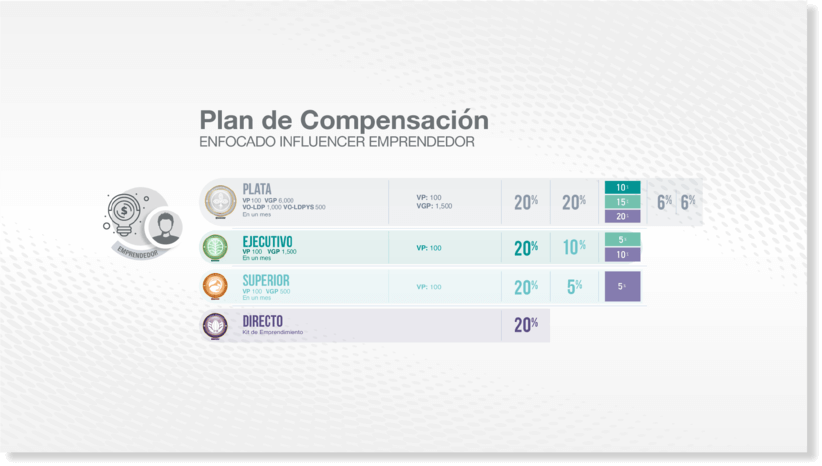 Plan de Compensación
ENFOCADO INFLUENCER EMPRENDEDOR
EMPRENDEDOR
PLATA
VP 100 VGP 6,000
VO-LDP 1,000 VO-LDPYS 500
En un mes
VP: 100
VGP: 1,500
20%
20%
10%
15%
20%
6% 6%
EJECUTIVO
VP 100 VGP 1,500
En un mes
VP: 100
20%
10%
5%
10%
SUPERIOR
VP 100 VGP 500
En un mes
VP: 100
20%
5%
5%
DIRECTO
Kit de Emprendimiento
20%